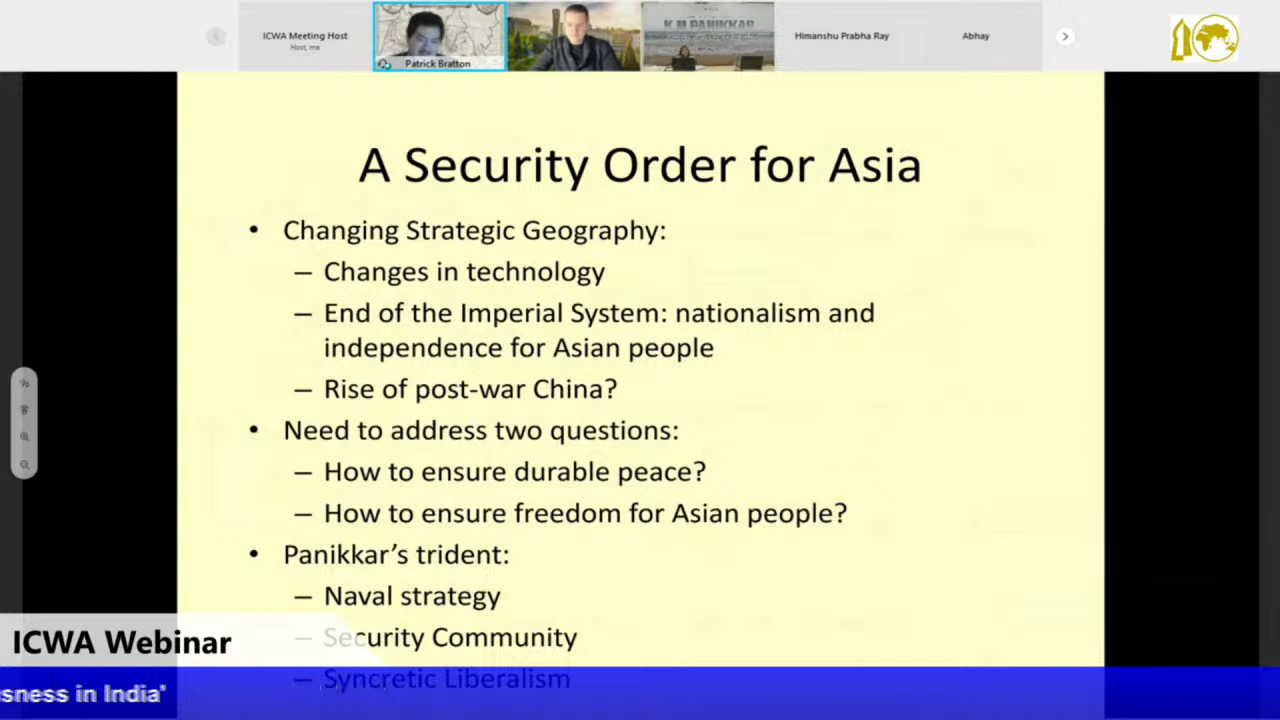 ICWA Meeting Host
Host, me
Patrick Bratton
K M PANIKKAR
Himanshu Prabha Ray
Abhay
A Security Order for Asia
• Changing Strategic Geography:
– Changes in technology
– End of the Imperial System: nationalism and
independence for Asian people
– Rise of post-war China?
• Need to address two questions:
– How to ensure durable peace?
– How to ensure freedom for Asian people?
• Panikkar’s trident:
– Naval strategy
– Security Community
– Syncretic Liberalism
ICWA Webinar
sness in India'